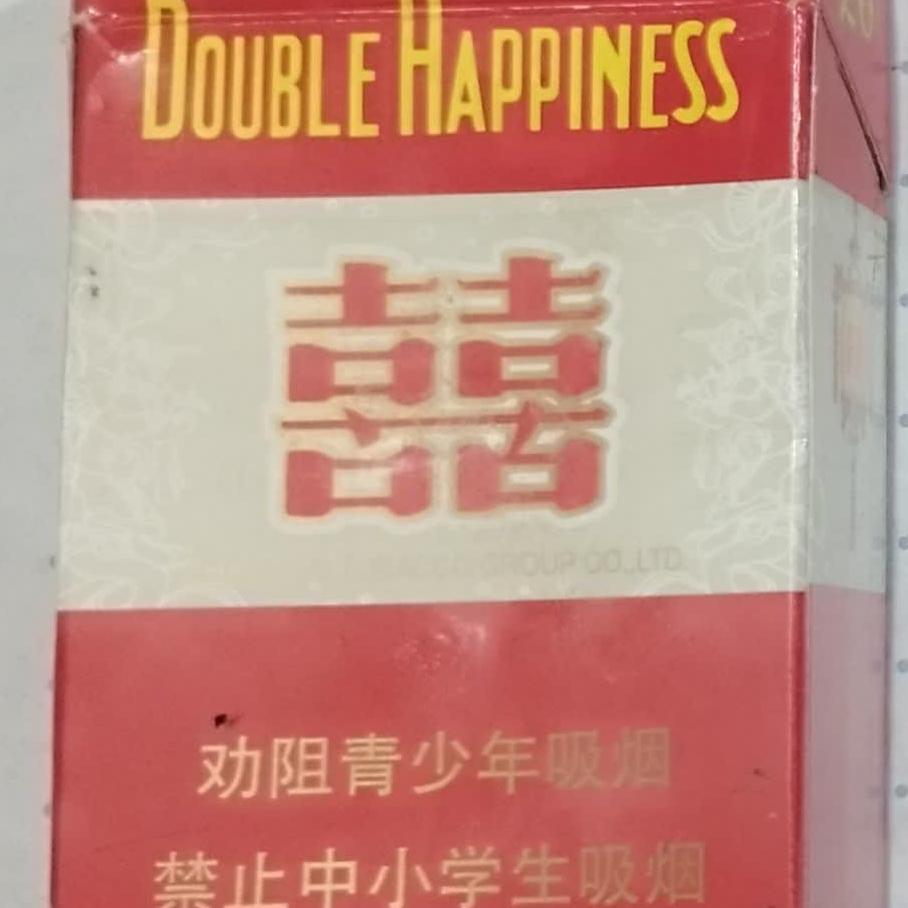 DOUBLE HAPPINESS
囍
TOBACCO GROUP CO.,LTD.
劝阻青少年吸烟
禁止中小学生吸烟